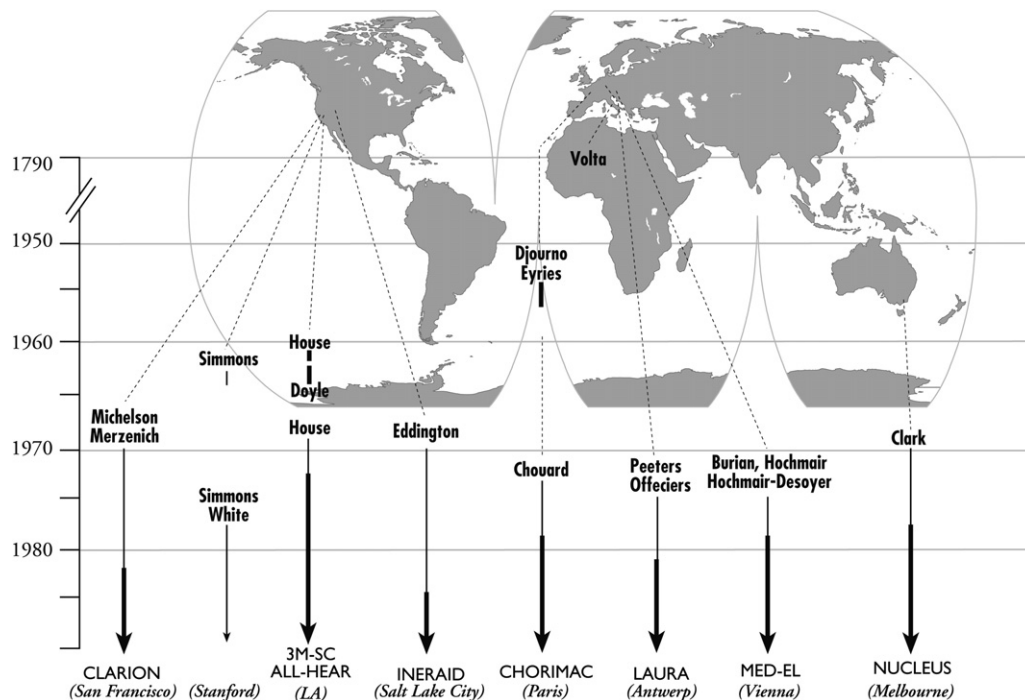 1790
Volta
1950
Djourno
Eyries
1960
House
Simmons
Doyle
Michelson
Merzenich
House
Eddington
Clark
1970
Chouard
Peeters
Offeciers
Burian, Hochmair
Hochmair-Desoyer
Simmons
White
1980
CLARION
(San Francisco)
(Stanford)
3M-SC
ALL-HEAR
(LA)
INERAID
(Salt Lake City)
CHORIMAC
(Paris)
LAURA
(Antwerp)
MED-EL
(Vienna)
NUCLEUS
(Melbourne)